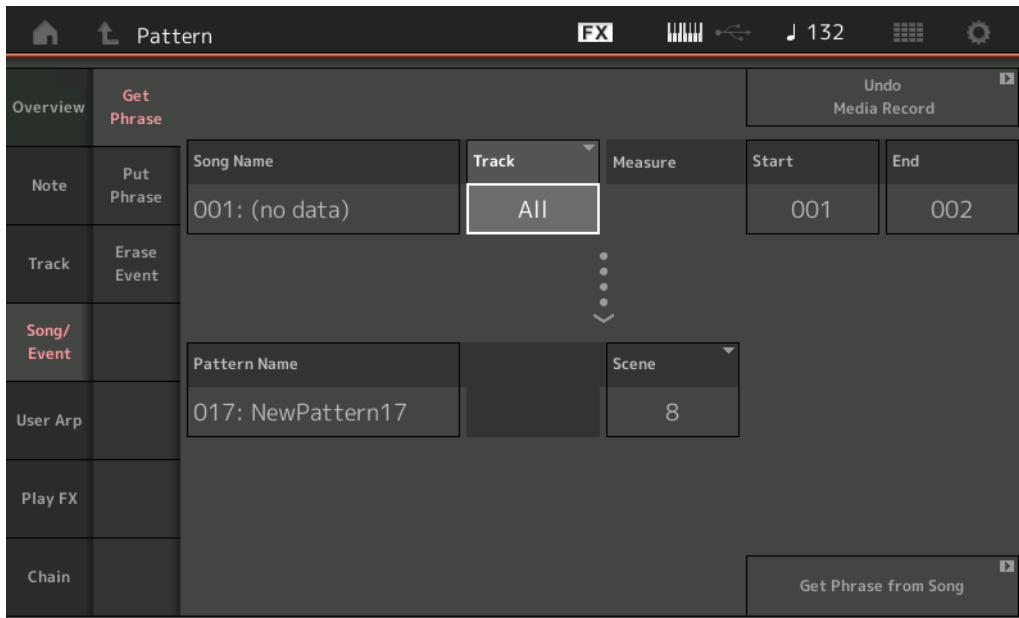 Pattern
FX
♩ 132
Overview
Get
Phrase
Undo
Media Record
Note
Put
Phrase
Song Name
Track
Measure
Start
End
001: (no data)
All
001
002
Track
Erase
Event
Song/
Event
Pattern Name
Scene
017: NewPattern17
8
User Arp
Play FX
Chain
Get Phrase from Song